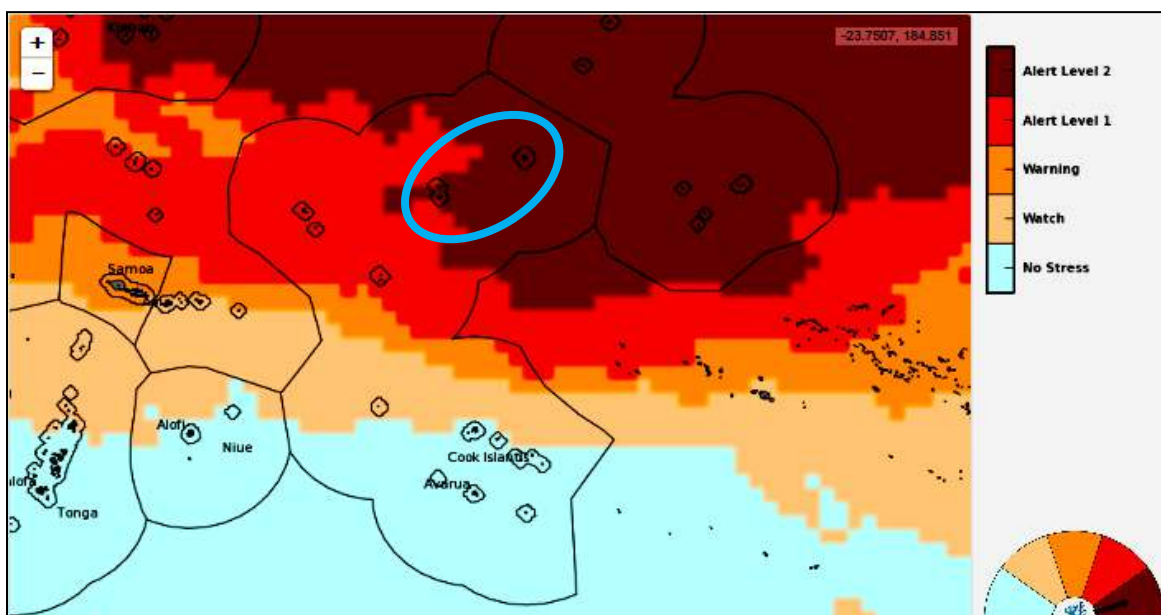 +
−
-23.7507, 184.851
Alert Level 2
Alert Level 1
Warning
Watch
No Stress
Samoa
Alofi
Niue
Cook Islands
Avarua
Tonga